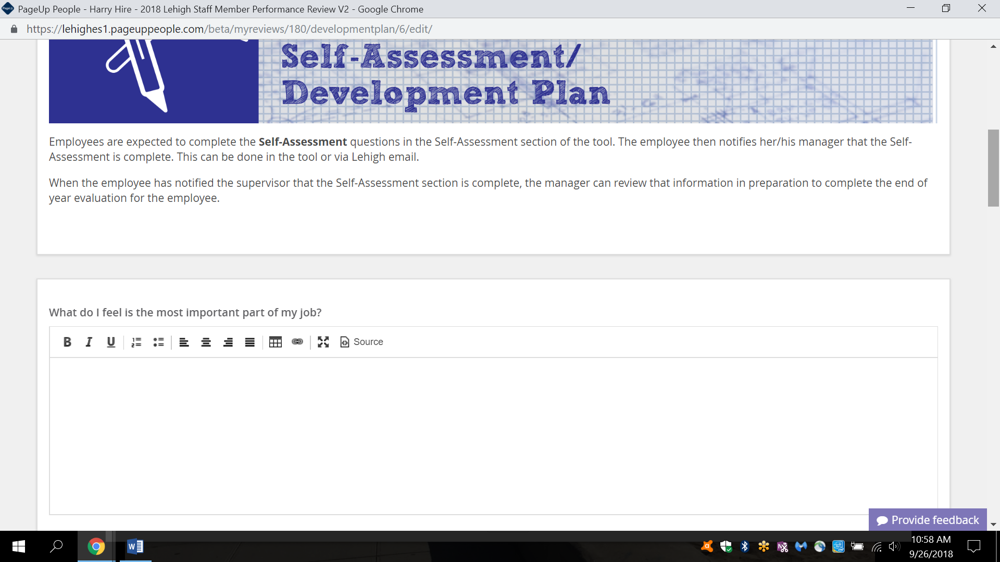 PageUp People - Harry Hire - 2018 Lehigh Staff Member Performance Review V2 - Google Chrome
https://lehighes1.pageuppeople.com/beta/myreviews/180/developmentplan/6/edit/
Self-Assessment/
Development Plan
Employees are expected to complete the Self-Assessment questions in the Self-Assessment section of the tool. The employee then notifies her/his manager that the Self-
Assessment is complete. This can be done in the tool or via Lehigh email.
When the employee has notified the supervisor that the Self-Assessment section is complete, the manager can review that information in preparation to complete the end of
year evaluation for the employee.
What do I feel is the most important part of my job?
B I U Source
Provide feedback
10:58 AM
9/26/2018